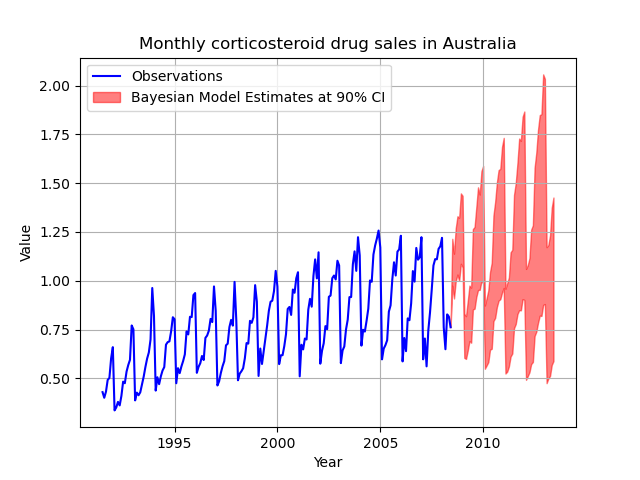 Monthly corticosteroid drug sales in Australia
Observations
Bayesian Model Estimates at 90% CI
2.00
1.75
1.50
1.25
1.00
0.75
0.50
Value
1995
2000
2005
2010
Year